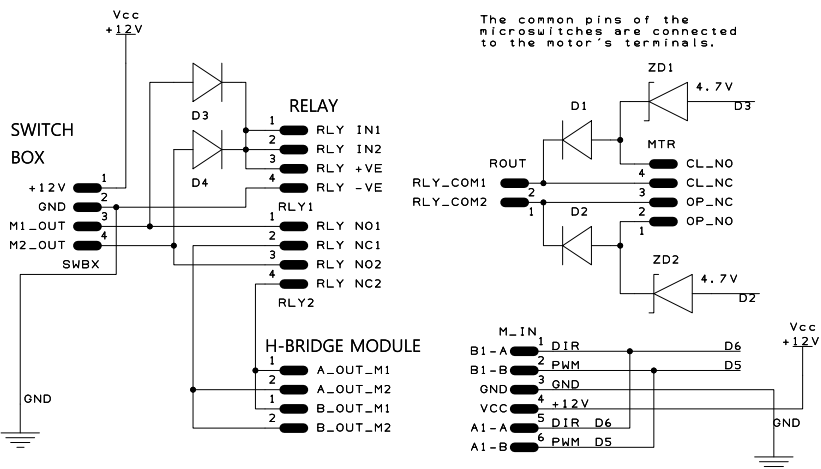 Vcc
+12V
The common pins of the
microswitches are connected
to the motor's terminals.
ZD1
4.7V
D3
D1
D3
RELAY
1 RLY IN1
2 RLY IN2
3 RLY +VE
4 RLY -VE
RLY1
D4
SWITCH
BOX
+12V 1
GND 2
M1_OUT 3
M2_OUT 4
SWBX
1 RLY NO1
2 RLY NC1
3 RLY NO2
4 RLY NC2
RLY2
MTR
ROUT
CL_NO
RLY_COM1 2
4 CL_NC
RLY_COM2 1
3 OP_NC
2 OP_NO
1
D2
ZD2
4.7V
D2
H-BRIDGE MODULE
1 A_OUT_M1
2 A_OUT_M2
1 B_OUT_M1
2 B_OUT_M2
GND
M_IN
B1-A 1 DIR D6
B1-B 2 PWM D5
GND 3 GND
VCC 4 +12V
A1-A 5 DIR D6
A1-B 6 PWM D5
Vcc
+12V
GND